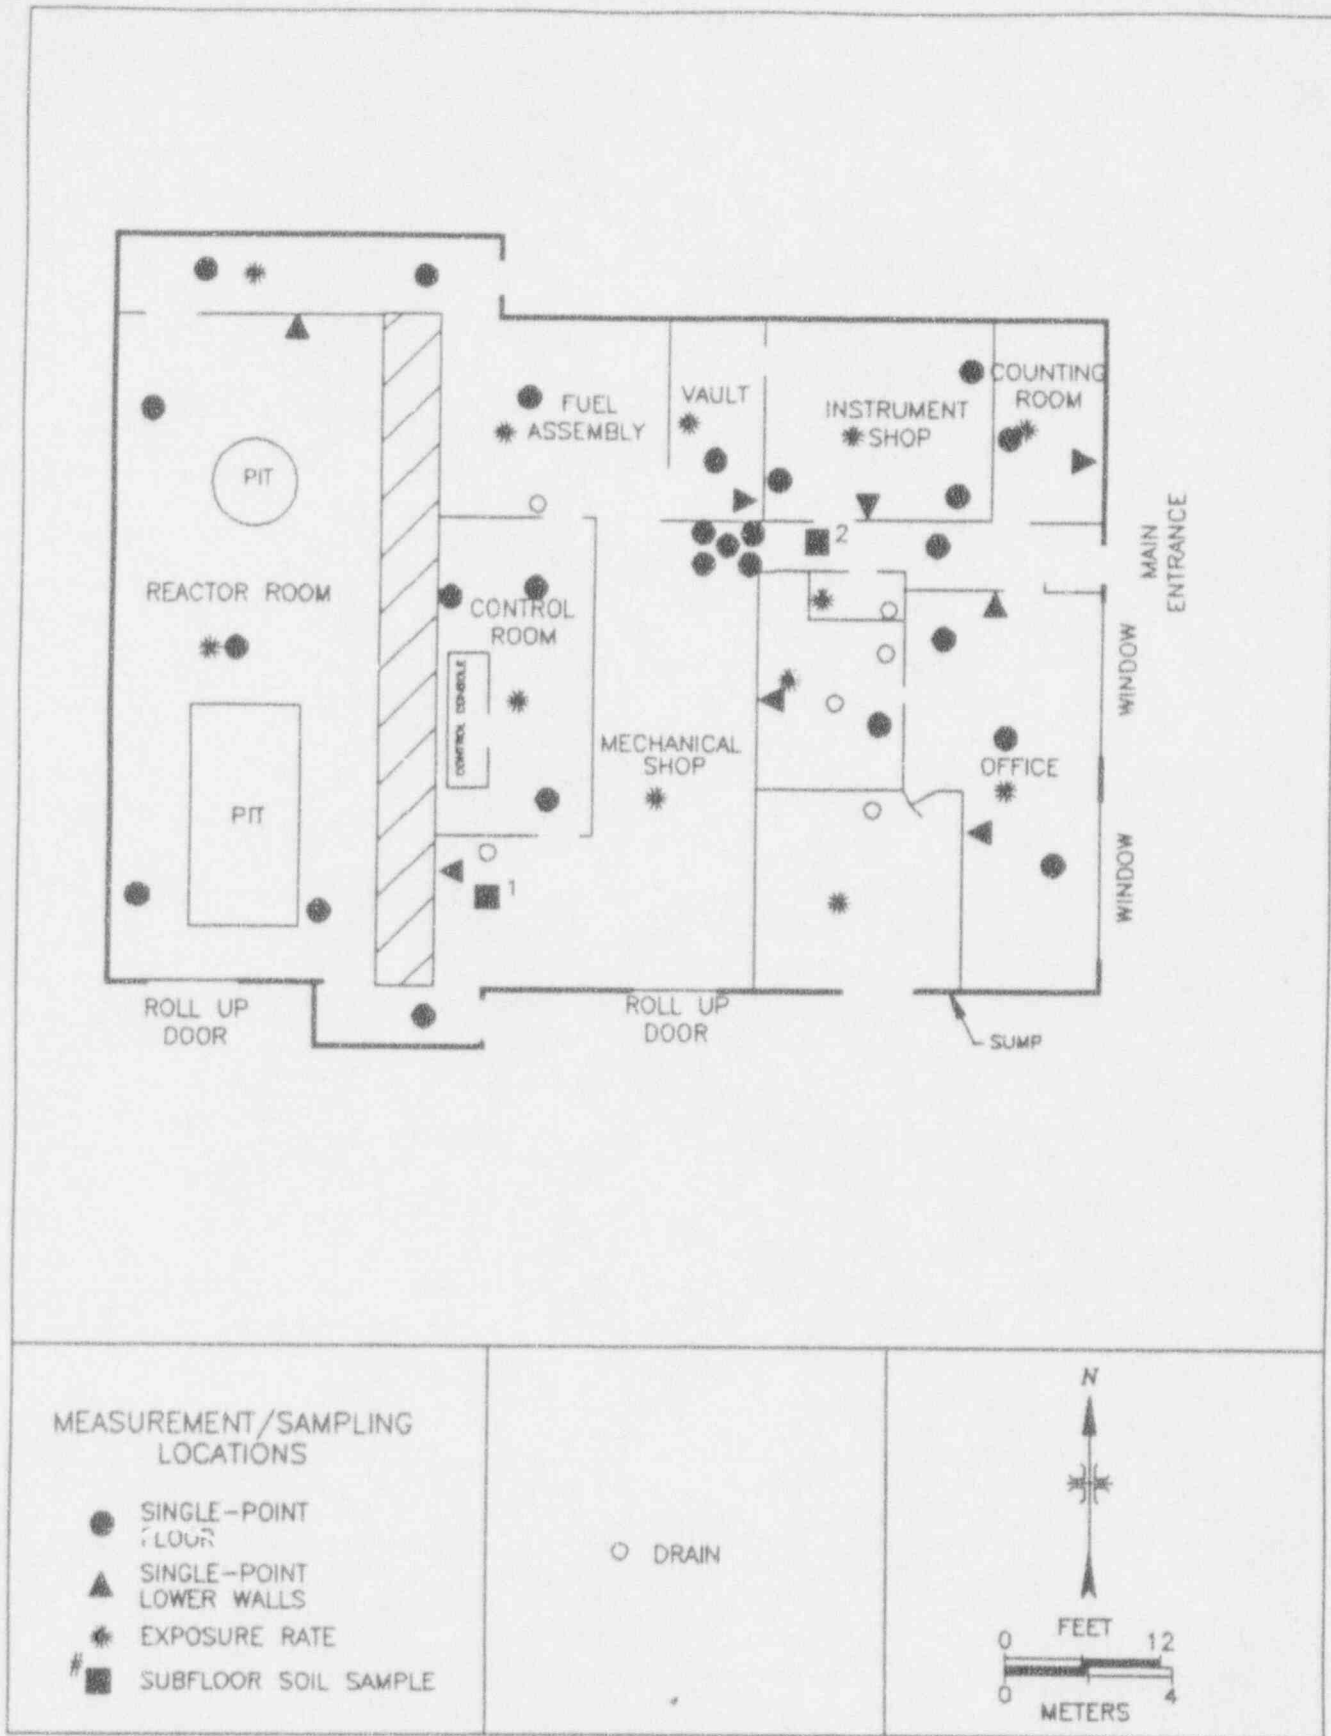 COUNTING
ROOM
VAULT
FUEL
ASSEMBLY
INSTRUMENT
SHOP
PIT
2
MAIN
ENTRANCE
REACTOR ROOM
CONTROL
ROOM
CONTROL CONSOLE
WINDOW
MECHANICAL
SHOP
OFFICE
PIT
1
WINDOW
ROLL UP
DOOR
ROLL UP
DOOR
SUMP
MEASUREMENT/SAMPLING
LOCATIONS
SINGLE-POINT
FLOOR
SINGLE-POINT
LOWER WALLS
EXPOSURE RATE
# SUBFLOOR SOIL SAMPLE
DRAIN
N
FEET
0 12
0 4
METERS